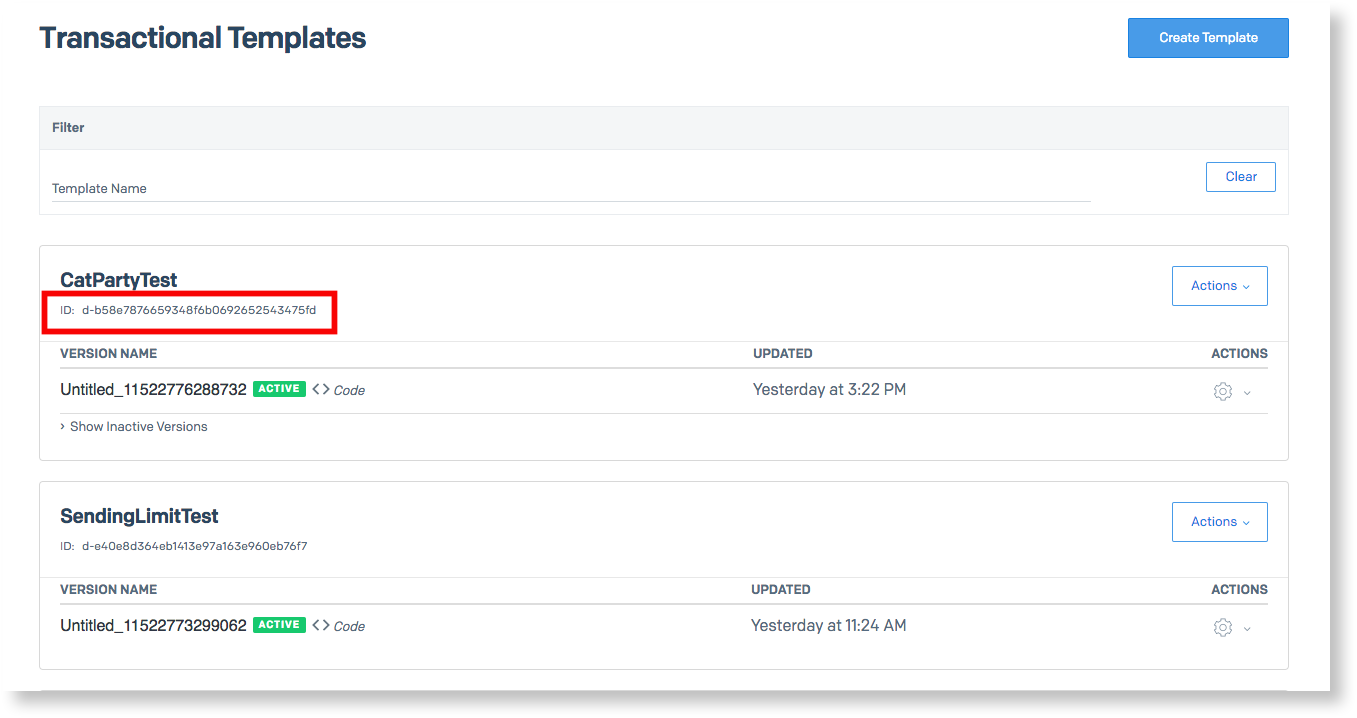 Transactional Templates
Create Template
Filter
Template Name
Clear
CatPartyTest
Actions
ID: d-b58e7876659348f6b0692652543475fd
VERSION NAME UPDATED ACTIONS
Untitled_11522776288732 ACTIVE <> Code Yesterday at 3:22 PM
› Show Inactive Versions
SendingLimitTest
Actions
ID: d-e40e8d364eb1413e97a163e960eb76f7
VERSION NAME UPDATED ACTIONS
Untitled_11522773299062 ACTIVE <> Code Yesterday at 11:24 AM